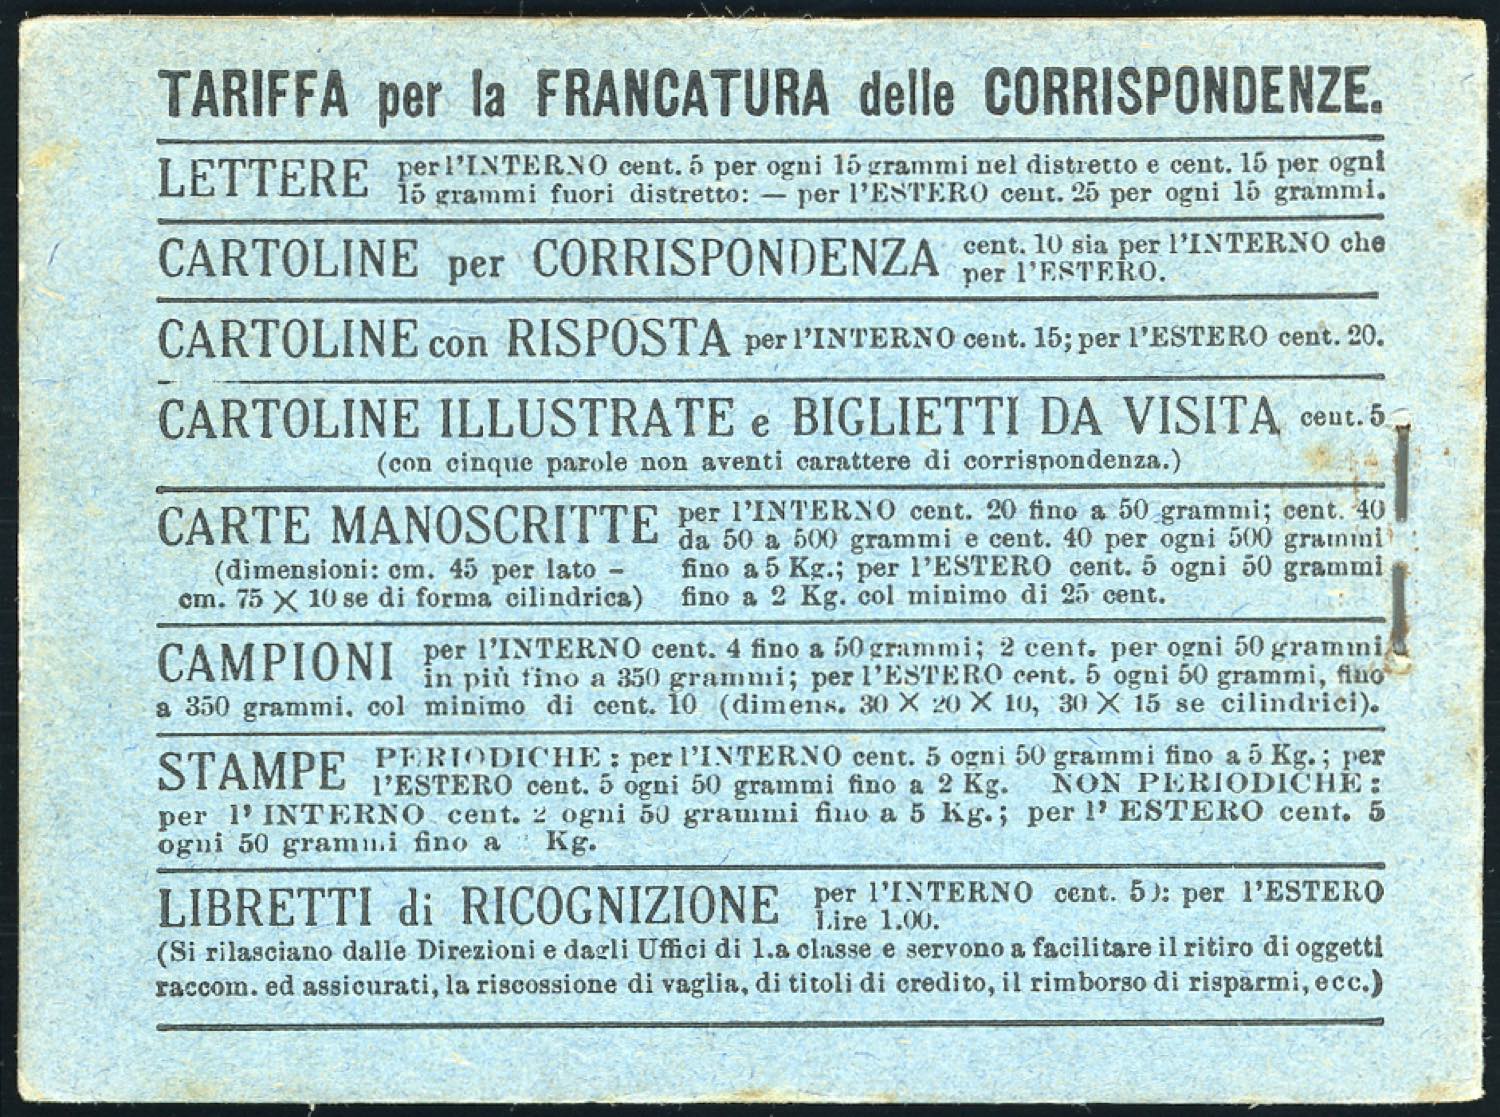 TARIFFA per la FRANCATURA delle CORRISPONDENZE.
LETTERE per l'INTERNO cent. 5 per ogni 15 grammi nel distretto e cent. 15 per ogni
15 grammi fuori distretto: — per l'ESTERO cent. 25 per ogni 15 grammi.
CARTOLINE per CORRISPONDENZA cent. 10 sia per l'INTERNO che
per l'ESTERO.
CARTOLINE con RISPOSTA per l'INTERNO cent. 15; per l'ESTERO cent. 20.
CARTOLINE ILLUSTRATE e BIGLIETTI DA VISITA cent. 5
(con cinque parole non aventi carattere di corrispondenza.)
CARTE MANOSCRITTE per l'INTERNO cent. 20 fino a 50 grammi; cent. 40
da 50 a 500 grammi e cent. 40 per ogni 500 grammi
(dimensioni: cm. 45 per lato – fino a 5 Kg.; per l'ESTERO cent. 5 ogni 50 grammi
cm. 75 X 10 se di forma cilindrica) fino a 2 Kg. col minimo di 25 cent.
CAMPIONI per l'INTERNO cent. 4 fino a 50 grammi; 2 cent. per ogni 50 grammi
in più fino a 350 grammi; per l'ESTERO cent. 5 ogni 50 grammi, fino
a 350 grammi. col minimo di cent. 10 (dimens. 30 X 20 X 10, 30 X 15 se cilindrici).
STAMPE PERIODICHE : per l'INTERNO cent. 5 ogni 50 grammi fino a 5 Kg.; per
l'ESTERO cent. 5 ogni 50 grammi fino a 2 Kg. NON PERIODICHE :
per l'INTERNO cent. 2 ogni 50 grammi fino a 5 Kg.; per l'ESTERO cent. 5
ogni 50 grammi fino a Kg.
LIBRETTI di RICOGNIZIONE per l'INTERNO cent. per l'ESTERO
Lire 1.00.
(Si rilasciano dalle Direzioni e dagli Uffici di 1.a classe e servono a facilitare il ritiro di oggetti
raccom. ed assicurati, la riscossione di vaglia, di titoli di credito, il rimborso di risparmi, ecc.)